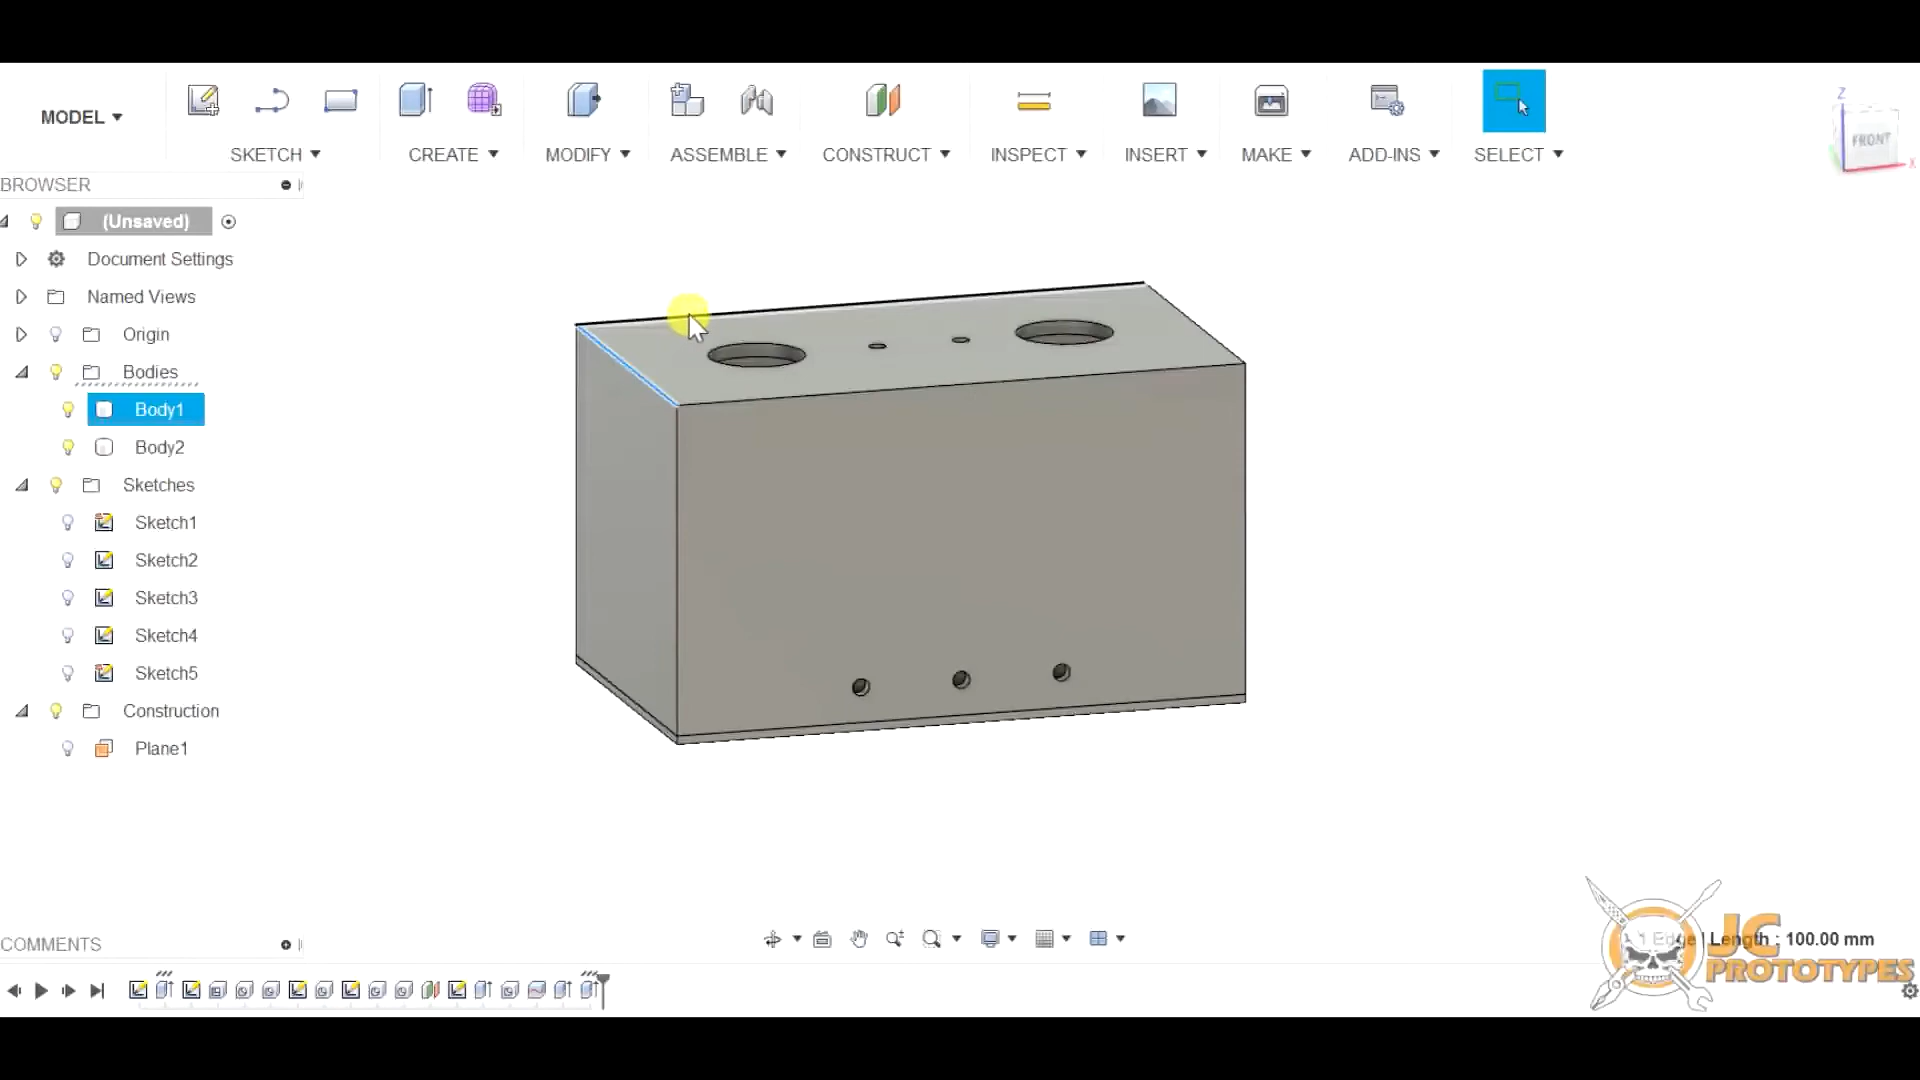 MODEL
SKETCH
CREATE
MODIFY
ASSEMBLE
CONSTRUCT
INSPECT
INSERT
MAKE
ADD-INS
SELECT
Z
FRONT
X
BROWSER
(Unsaved)
Document Settings
Named Views
Origin
Bodies
Body1
Body2
Sketches
Sketch1
Sketch2
Sketch3
Sketch4
Sketch5
Construction
Plane1
COMMENTS
1 Edge | Length : 100.00 mm
JC
PROTOTYPES